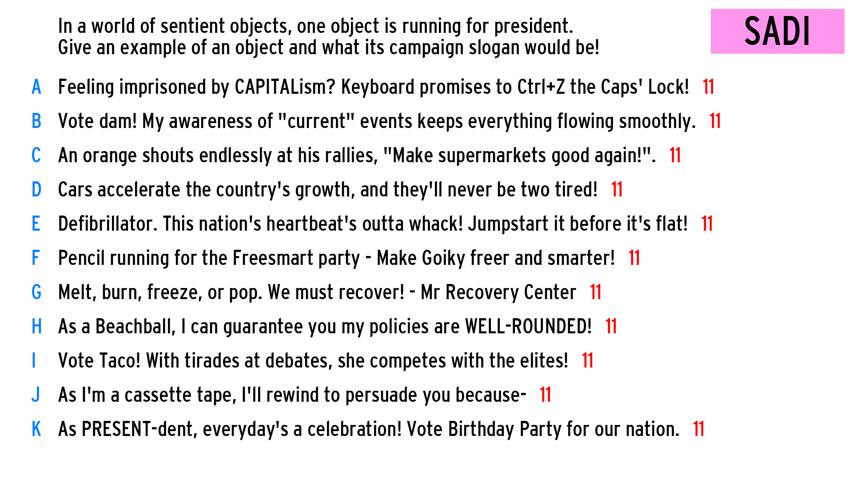 In a world of sentient objects, one object is running for president.
Give an example of an object and what its campaign slogan would be!
SADI
A Feeling imprisoned by CAPITALism? Keyboard promises to Ctrl+Z the Caps' Lock! 11
B Vote dam! My awareness of "current" events keeps everything flowing smoothly. 11
C An orange shouts endlessly at his rallies, "Make supermarkets good again!". 11
D Cars accelerate the country's growth, and they'll never be two tired! 11
E Defibrillator. This nation's heartbeat's outta whack! Jumpstart it before it's flat! 11
F Pencil running for the Freesmart party - Make Goiky freer and smarter! 11
G Melt, burn, freeze, or pop. We must recover! - Mr Recovery Center 11
H As a Beachball, I can guarantee you my policies are WELL-ROUNDED! 11
I Vote Taco! With tirades at debates, she competes with the elites! 11
J As I'm a cassette tape, I'll rewind to persuade you because- 11
K As PRESENT-dent, everyday's a celebration! Vote Birthday Party for our nation. 11